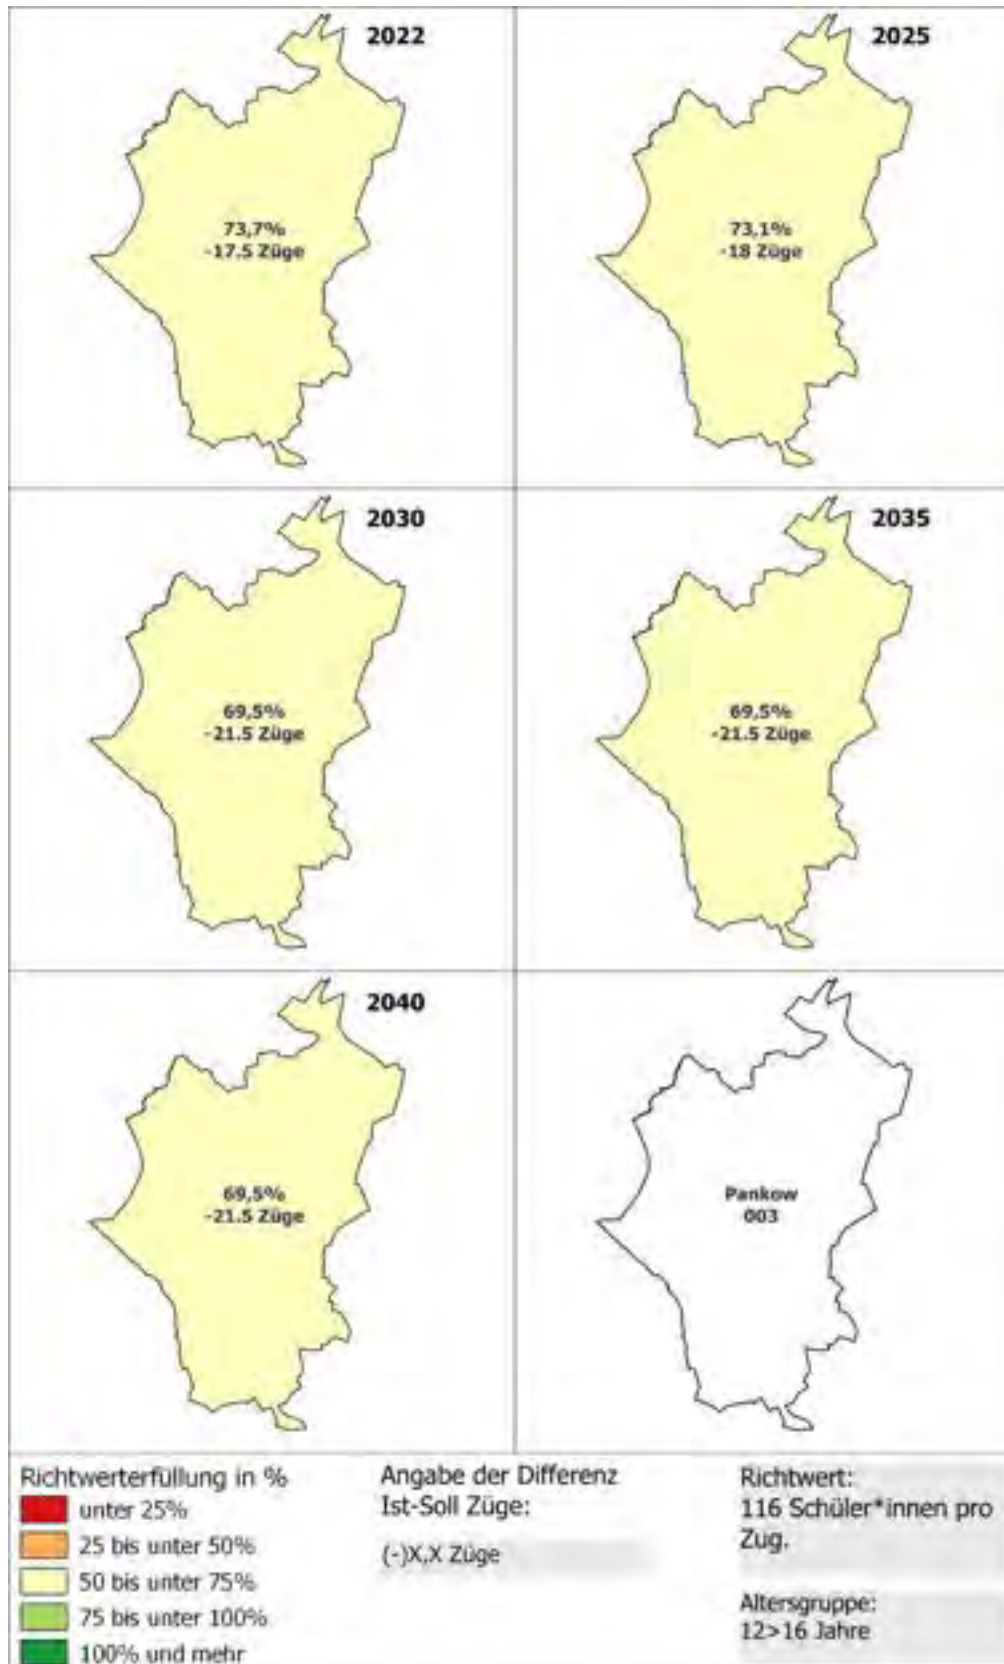 2022
73,7%
-17.5 Züge
2025
73,1%
-18 Züge
2030
69,5%
-21.5 Züge
2035
69,5%
-21.5 Züge
2040
69,5%
-21.5 Züge
Pankow
003
Richtwerterfüllung in %
unter 25%
25 bis unter 50%
50 bis unter 75%
75 bis unter 100%
100% und mehr
Angabe der Differenz
Ist-Soll Züge:
(-)X,X Züge
Richtwert:
116 Schüler*innen pro
Zug.
Altersgruppe:
12>16 Jahre